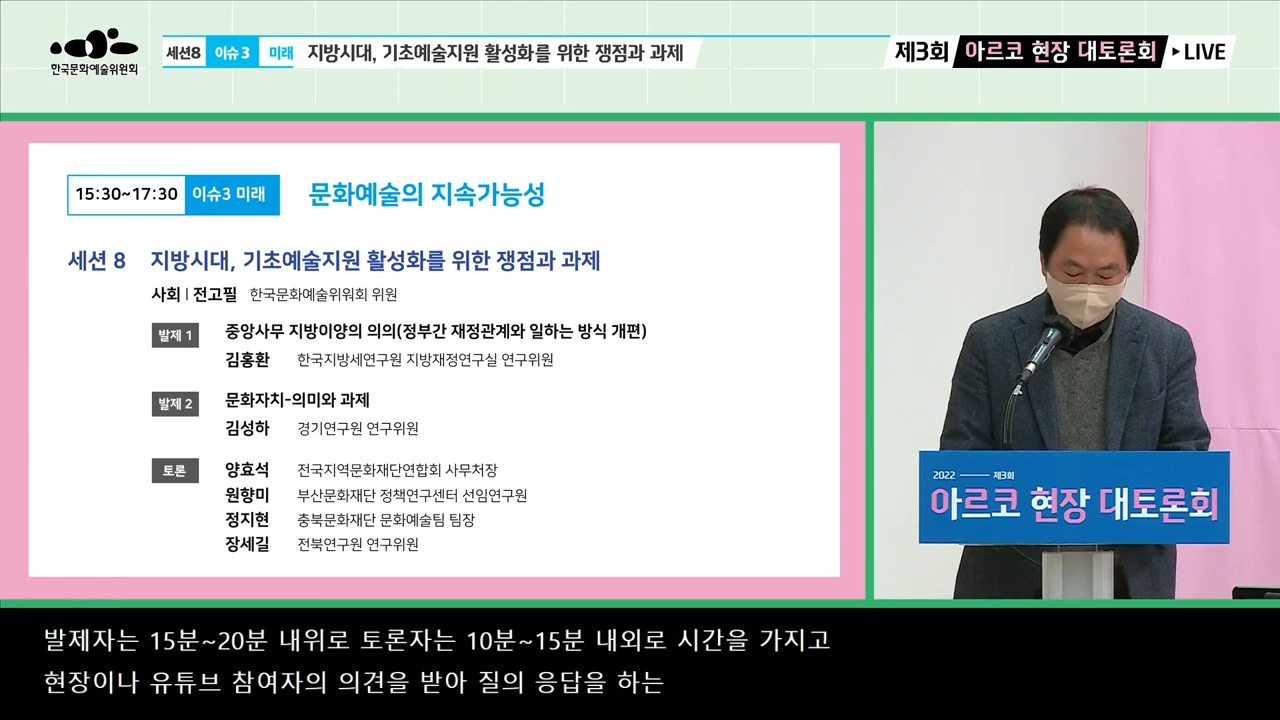 한국문화예술위원회
세션8 이슈 3 미래 지방시대, 기초예술지원 활성화를 위한 쟁점과 과제
제3회 아르코 현장 대토론회 ▸LIVE
15:30~17:30 이슈3 미래 문화예술의 지속가능성
세션 8 지방시대, 기초예술지원 활성화를 위한 쟁점과 과제
사회 | 전고필 한국문화예술위워회 위원
발제 1 중앙사무 지방이양의 의의(정부간 재정관계와 일하는 방식 개편)
김홍환 한국지방세연구원 지방재정연구실 연구위원
발제 2 문화자치-의미와 과제
김성하 경기연구원 연구위원
토론 양효석 전국지역문화재단연합회 사무처장
원향미 부산문화재단 정책연구센터 선임연구원
정지현 충북문화재단 문화예술팀 팀장
장세길 전북연구원 연구위원
2022 제3회
아르코 현장 대토론회
발제자는 15분~20분 내위로 토론자는 10분~15분 내외로 시간을 가지고
현장이나 유튜브 참여자의 의견을 받아 질의 응답을 하는